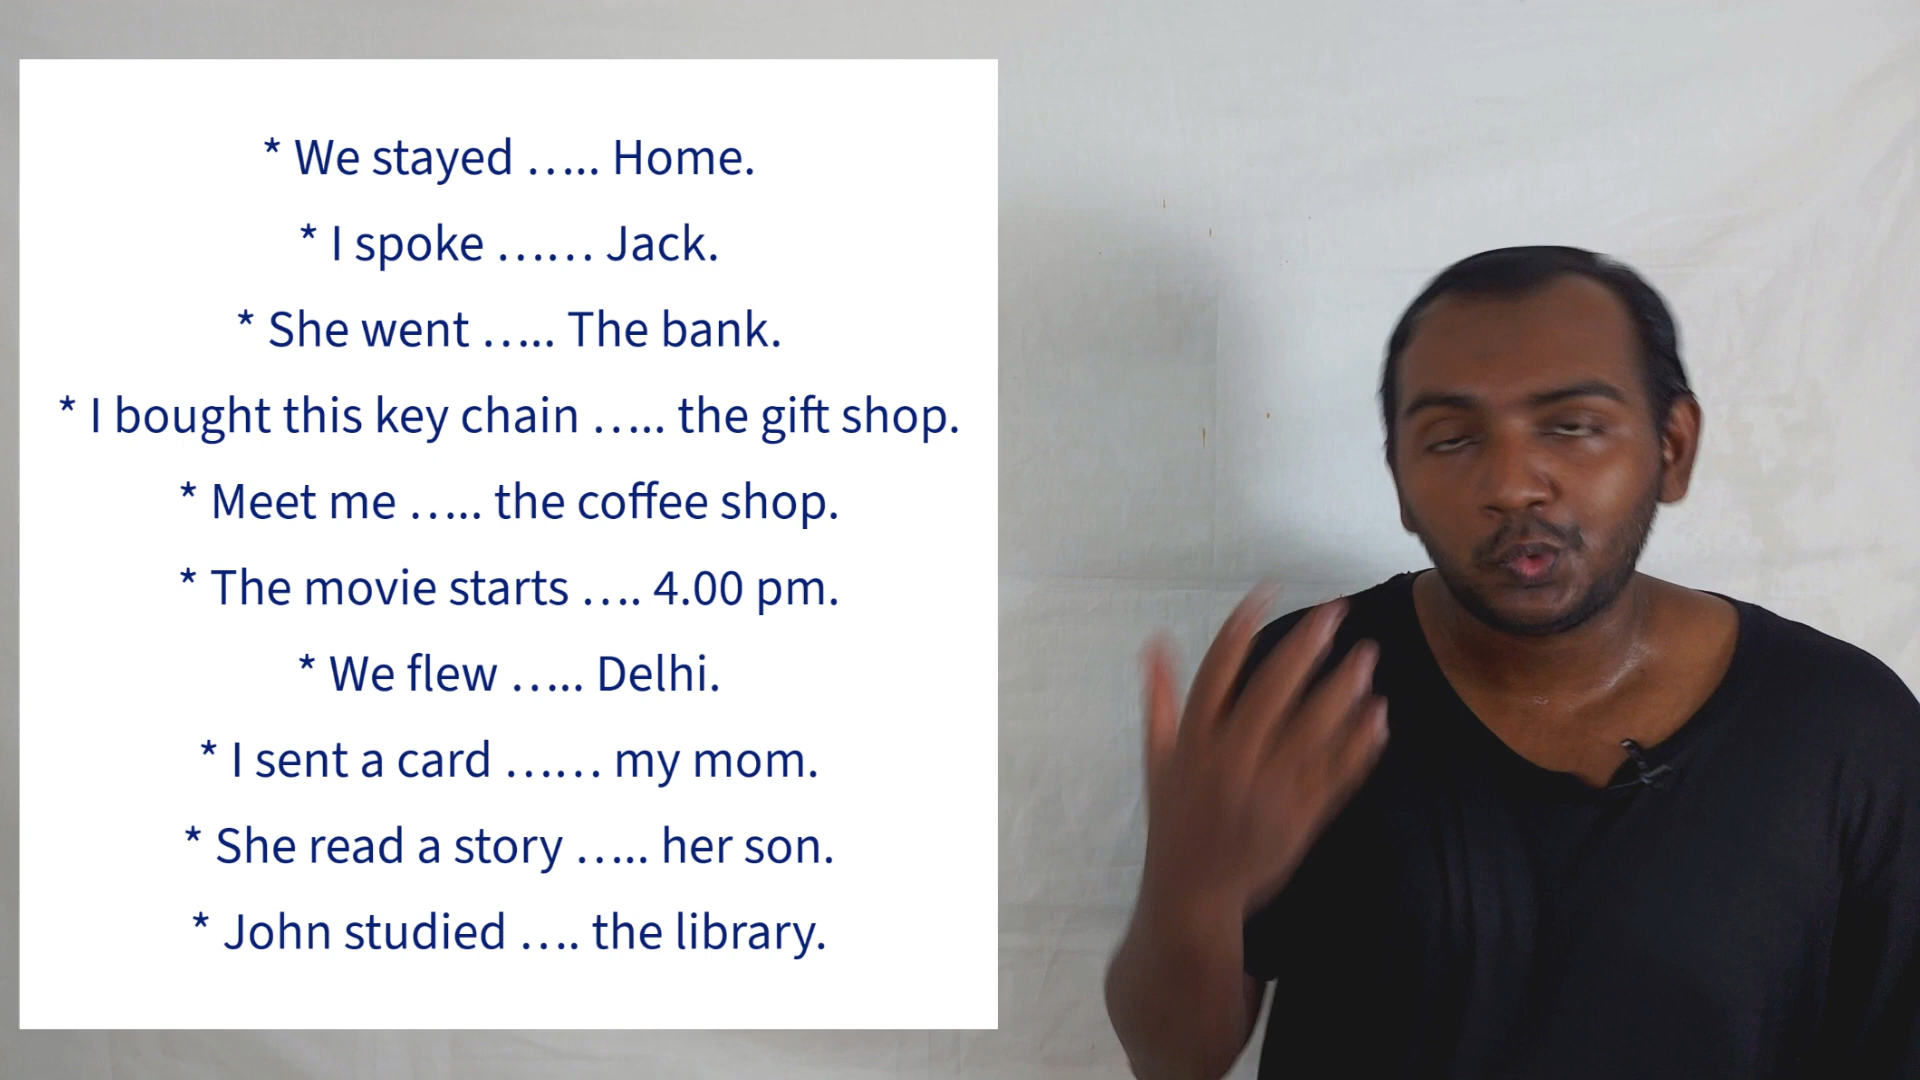 * We stayed ….. Home.
* I spoke …… Jack.
* She went ….. The bank.
* I bought this key chain ….. the gift shop.
* Meet me ….. the coffee shop.
* The movie starts …. 4.00 pm.
* We flew ….. Delhi.
* I sent a card …… my mom.
* She read a story ….. her son.
* John studied …. the library.